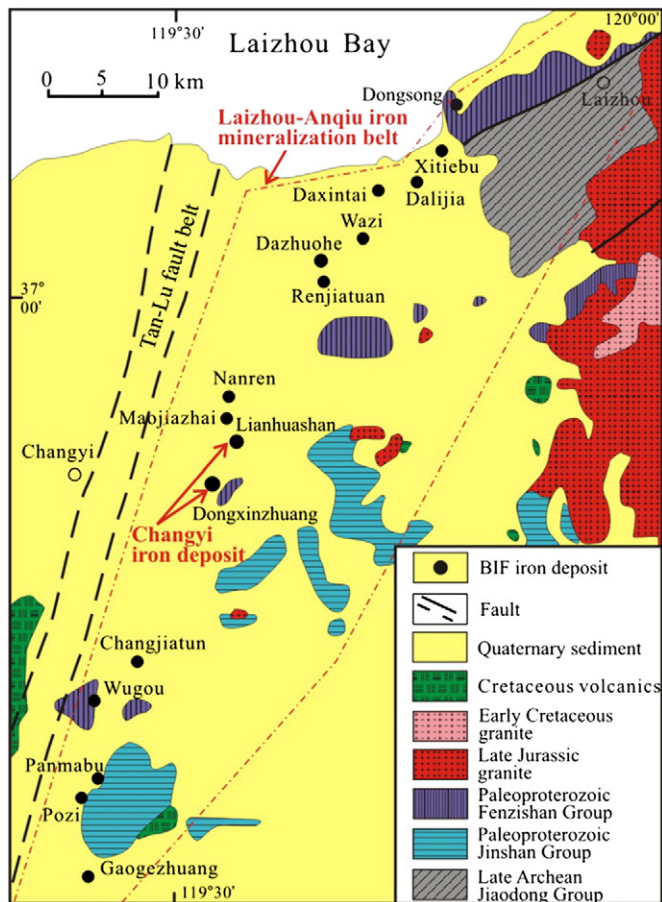 119°30′
120°00′
Laizhou Bay
0 5 10 km
Dongsong
Laizhou
Laizhou-Anqiu iron
mineralization belt
Xitiebu
Daxintai
Dalijia
Wazi
Dazhuohe
Renjiatuan
37°
00′
Tan-Lu fault belt
Nanren
Maojiazhai
Lianhuashan
Changyi
Dongxinzhuang
Changyi
iron deposit
Changjiatun
Wugou
Panmabu
Pozi
Gaogezhuang
119°30′
BIF iron deposit
Fault
Quaternary sediment
Cretaceous volcanics
Early Cretaceous
granite
Late Jurassic
granite
Paleoproterozoic
Fenzishan Group
Paleoproterozoic
Jinshan Group
Late Archean
Jiaodong Group